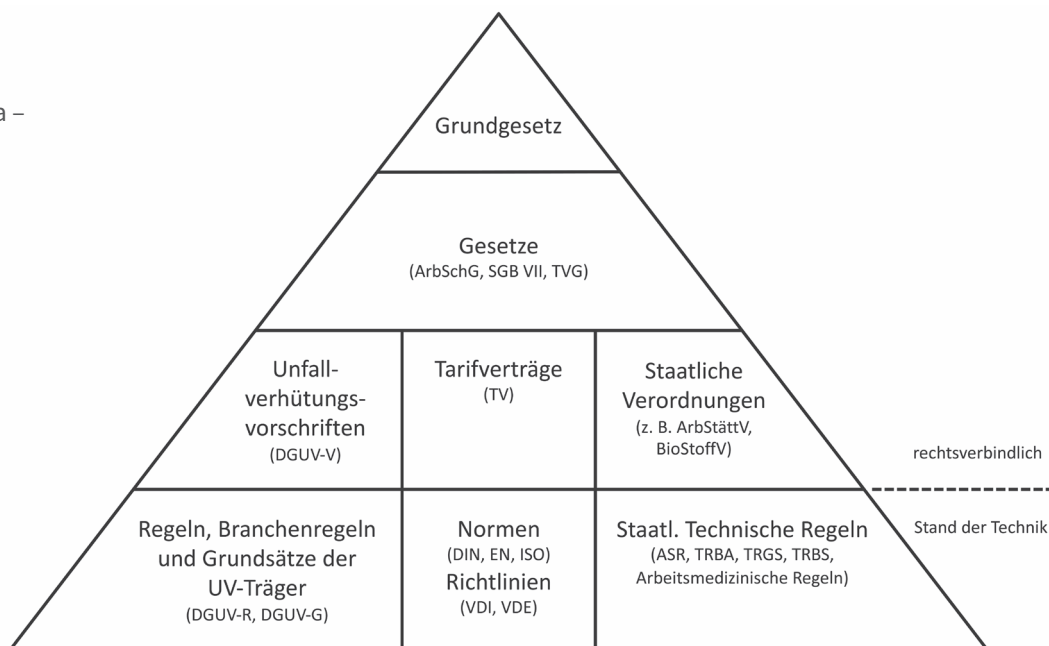 a –
Grundgesetz
Gesetze
(ArbSchG, SGB VII, TVG)
Unfall-
verhütungs-
vorschriften
(DGUV-V)
Tarifverträge
(TV)
Staatliche
Verordnungen
(z. B. ArbStättV,
BioStoffV)
rechtsverbindlich
Regeln, Branchenregeln
und Grundsätze der
UV-Träger
(DGUV-R, DGUV-G)
Normen
(DIN, EN, ISO)
Richtlinien
(VDI, VDE)
Staatl. Technische Regeln
(ASR, TRBA, TRGS, TRBS,
Arbeitsmedizinische Regeln)
Stand der Technik